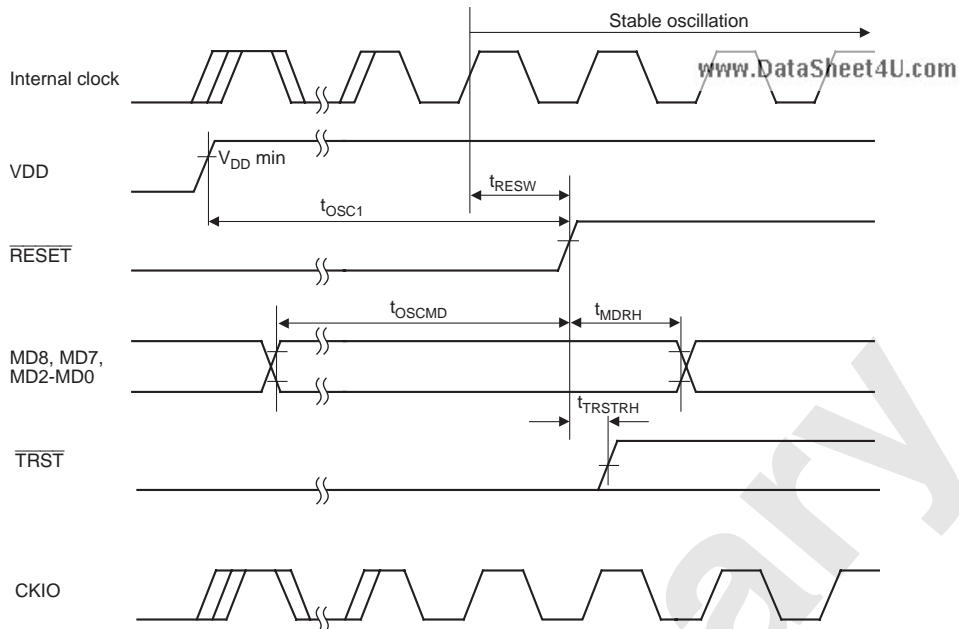 Stable oscillation
Internal clock
www.DataSheet4U.com
VDD
VDD min
tRESW
tOSC1
RESET
tOSCMD
tMDRH
MD8, MD7,
MD2-MD0
tTRSTRH
TRST
CKIO
ary